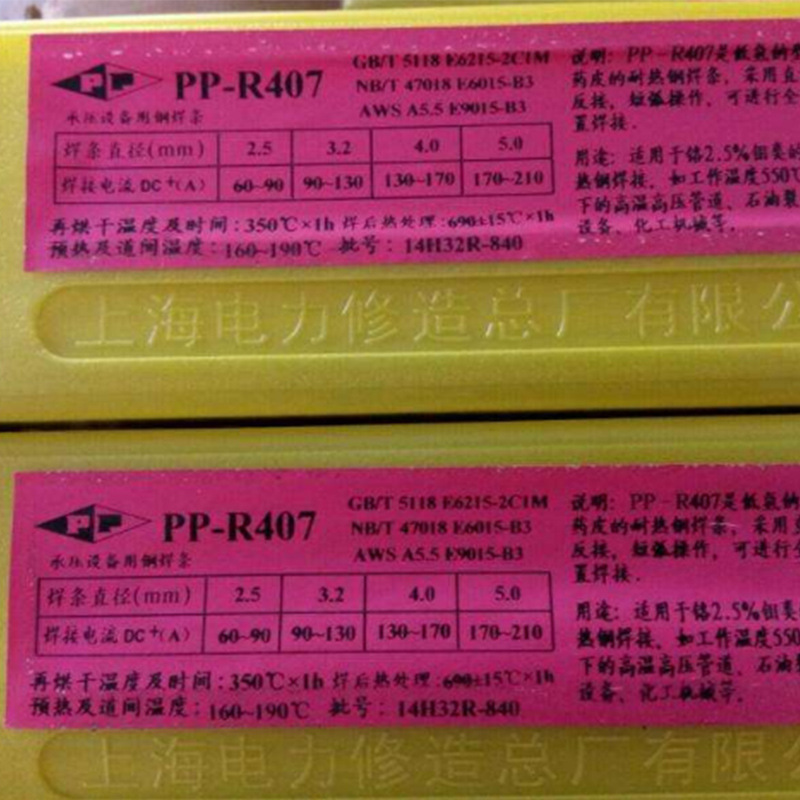 PP-R407
承压设备用钢焊条
GB/T 5118 E6215-2C1M
NB/T 47018 E6015-B3
AWS A5.5 E9015-B3
焊条直径(mm) 2.5 3.2 4.0 5.0
焊接电流DC+(A) 60~90 90~130 130~170 170~210
再烘干温度及时间:350℃×1h 焊后热处理:690±15℃×1h
预热及道间温度:160~190℃ 批号:14H32R-840
说明: PP-R407是低氢钠型
药皮的耐热钢焊条, 采用直
反接, 短弧操作, 可进行全
置焊接.
用途: 适用于铬2.5%钼类
热钢焊接, 如工作温度550℃
下的高温高压管道、石油裂
设备、化工机械等.
上海电力修造总厂有限公
PP-R407
承压设备用钢焊条
GB/T 5118 E6215-2C1M
NB/T 47018 E6015-B3
AWS A5.5 E9015-B3
焊条直径(mm) 2.5 3.2 4.0 5.0
焊接电流DC+(A) 60~90 90~130 130~170 170~210
再烘干温度及时间:350℃×1h 焊后热处理:690±15℃×1h
预热及道间温度:160~190℃ 批号:14H32R-840
说明: PP-R407是低氢钠
药皮的耐热钢焊条, 采用直
反接, 短弧操作, 可进行全
置焊接.
用途: 适用于铬2.5%钼类
热钢焊接, 如工作温度550
下的高温高压管道、石油
设备、化工机械等.
上海电力修造总厂有限公